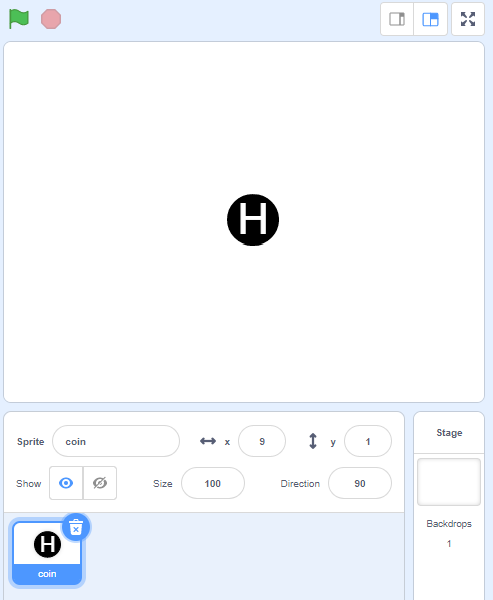 H
Sprite coin x 9 y 1
Show Size 100 Direction 90
H
coin
Stage
Backdrops
1